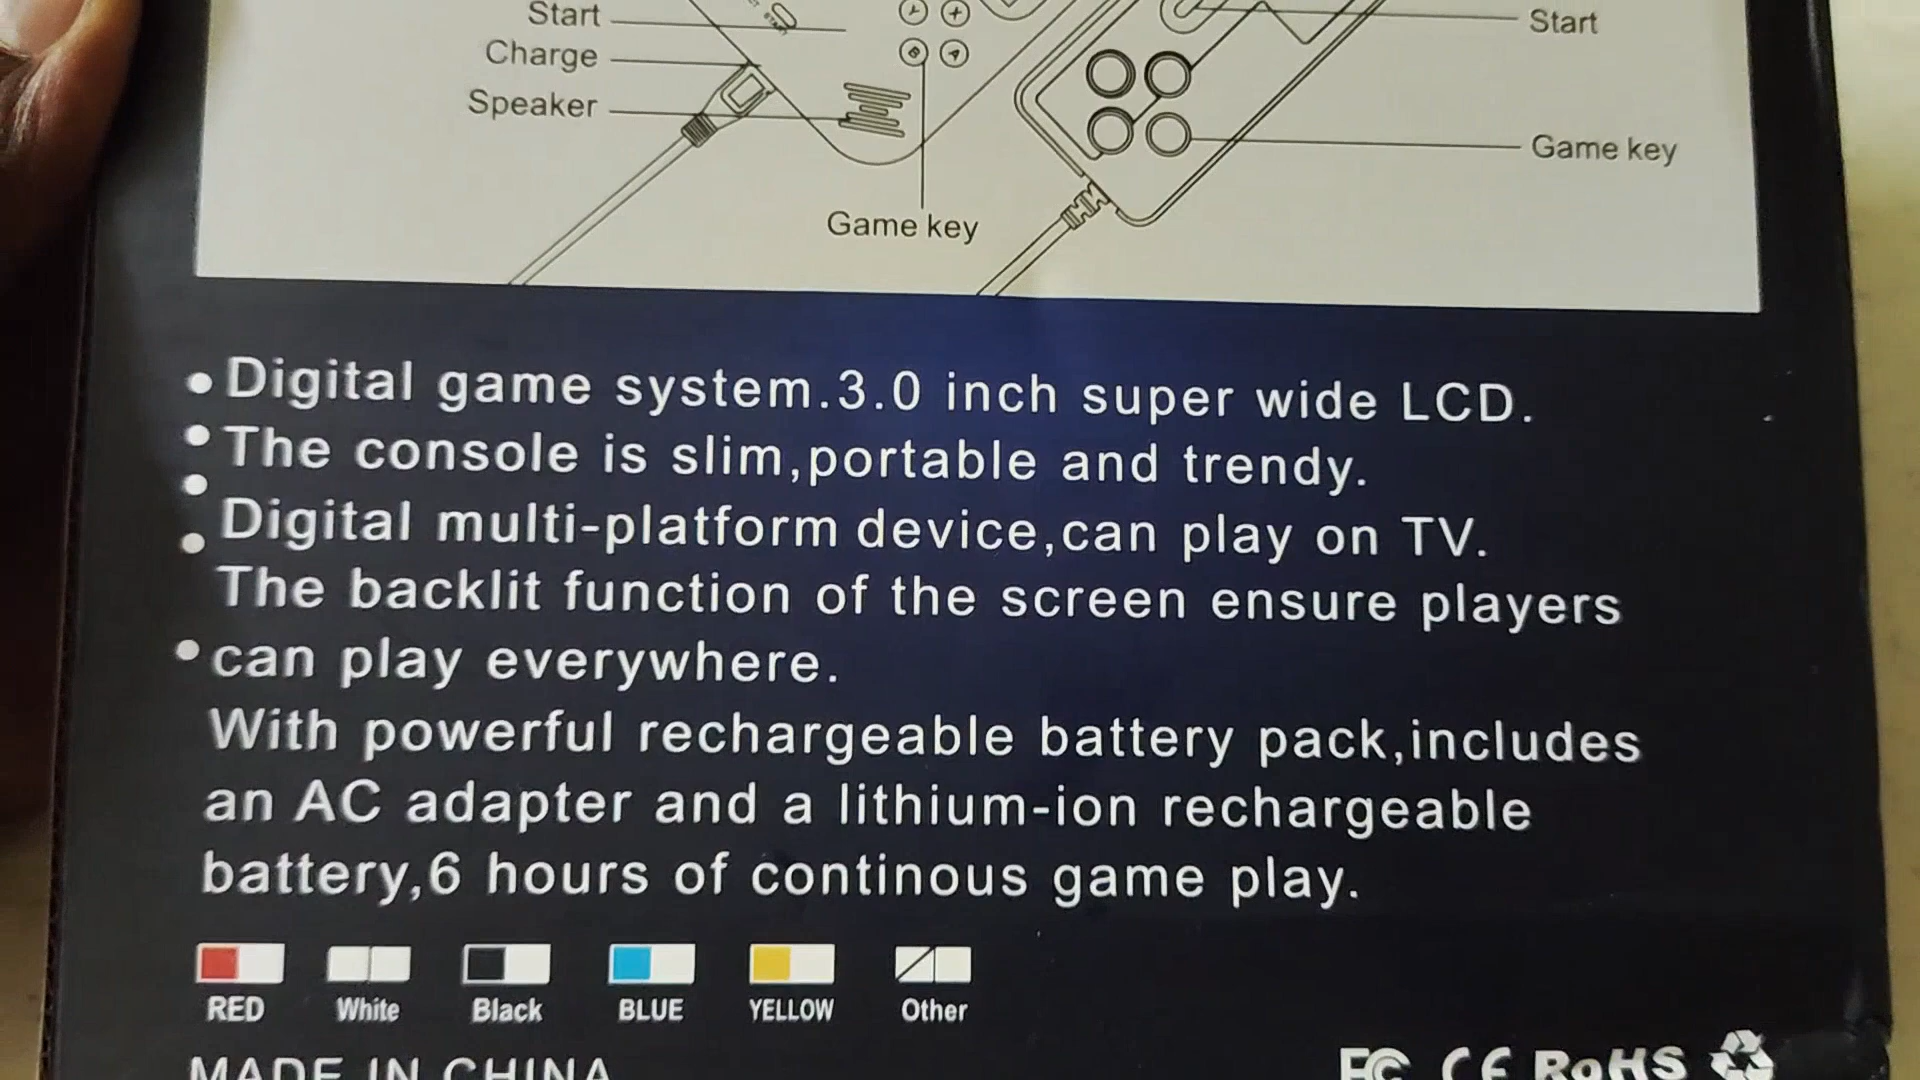 Start
Charge
Speaker
Game key
Start
Game key
START
Digital game system.3.0 inch super wide LCD.
The console is slim,portable and trendy.
Digital multi-platform device,can play on TV.
The backlit function of the screen ensure players
can play everywhere.
With powerful rechargeable battery pack,includes
an AC adapter and a lithium-ion rechargeable
battery,6 hours of continous game play.
RED White Black BLUE YELLOW Other
MADE IN CHINA
FC CE RoHS